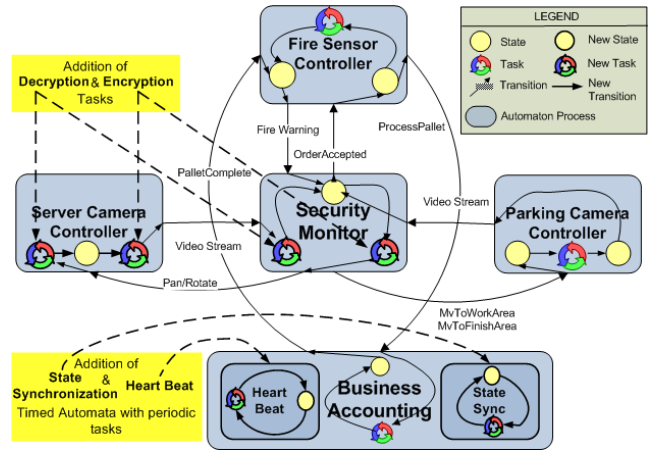 Fire Sensor
Controller
LEGEND
State
New State
Task
New Task
Transition
New
Transition
Automaton Process
Addition of
Decryption & Encryption
Tasks
Fire Warning
OrderAccepted
ProcessPallet
PalletComplete
Server Camera
Controller
Security
Monitor
Parking Camera
Controller
Video Stream
Video Stream
Pan/Rotate
MvToWorkArea
MvToFinishArea
Addition of
State & Heart Beat
Synchronization
Timed Automata with periodic
tasks
Heart
Beat
Business
Accounting
State
Sync